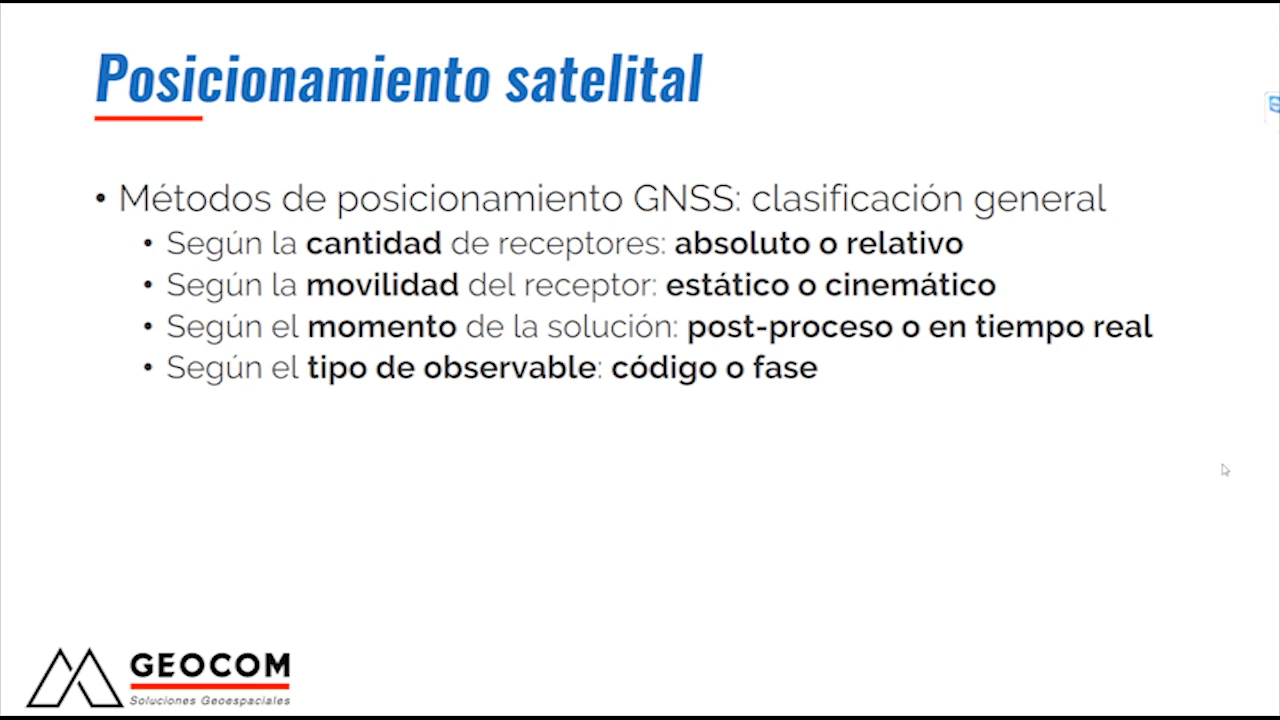 Posicionamiento satelital
• Métodos de posicionamiento GNSS: clasificación general
• Según la cantidad de receptores: absoluto o relativo
• Según la movilidad del receptor: estático o cinemático
• Según el momento de la solución: post-proceso o en tiempo real
• Según el tipo de observable: código o fase
GEOCOM
Soluciones Geoespaciales